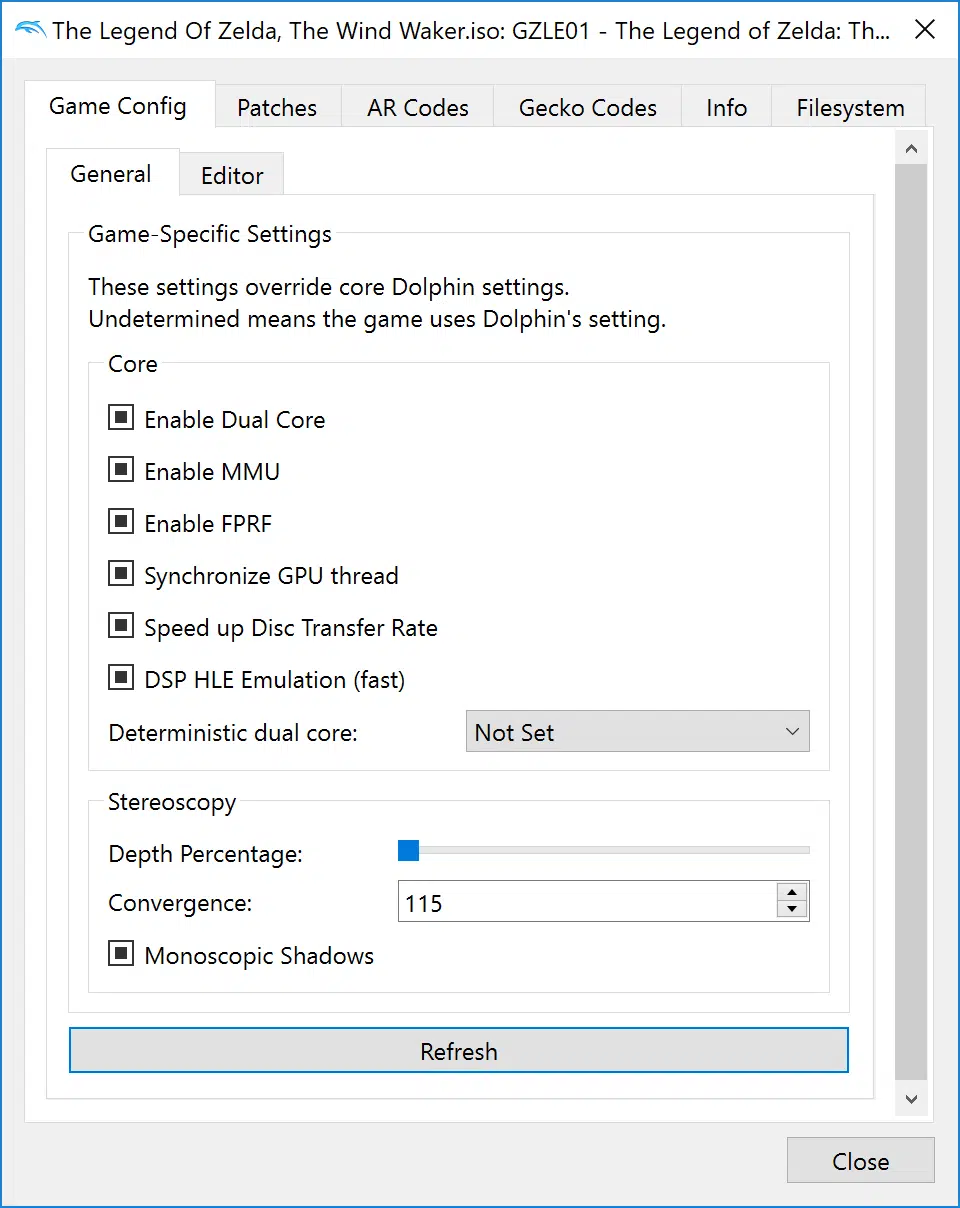 The Legend Of Zelda, The Wind Waker.iso: GZLE01 - The Legend of Zelda: Th...
Game Config
Patches
AR Codes
Gecko Codes
Info
Filesystem
General
Editor
Game-Specific Settings
These settings override core Dolphin settings.
Undetermined means the game uses Dolphin's setting.
Core
Enable Dual Core
Enable MMU
Enable FPRF
Synchronize GPU thread
Speed up Disc Transfer Rate
DSP HLE Emulation (fast)
Deterministic dual core:
Not Set
Stereoscopy
Depth Percentage:
Convergence:
115
Monoscopic Shadows
Refresh
Close